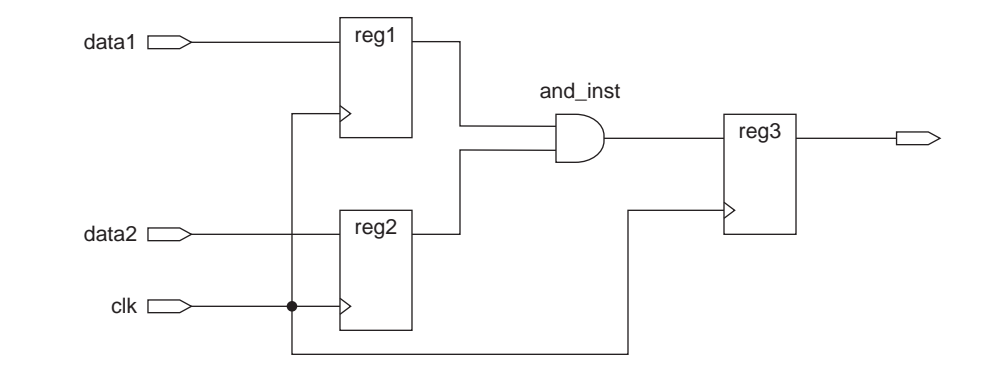 data1
reg1
and_inst
reg3
data2
reg2
clk